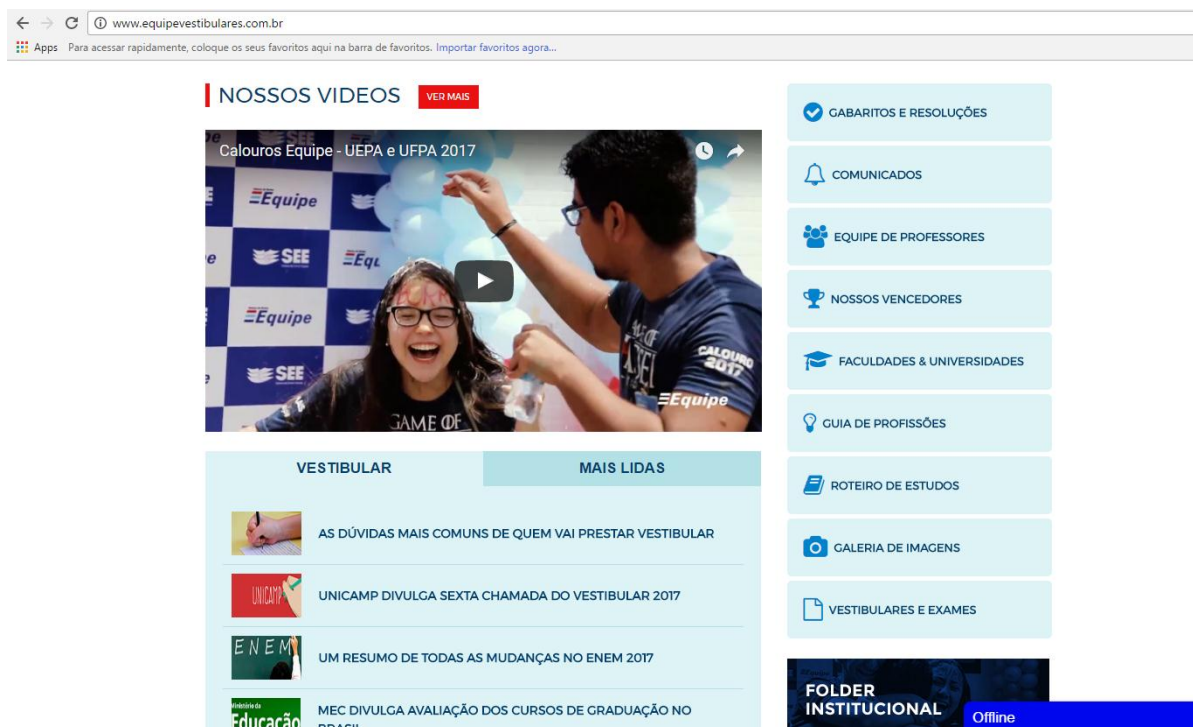 www.equipevestibulares.com.br
Apps Para acessar rapidamente, coloque os seus favoritos aqui na barra de favoritos. Importar favoritos agora...
NOSSOS VIDEOS VER MAIS
Calouros Equipe - UEPA e UFPA 2017
Equipe
SEE
Equipe
SEE
GAME OF
CALOURO
2017
Equipe
VESTIBULAR
MAIS LIDAS
AS DÚVIDAS MAIS COMUNS DE QUEM VAI PRESTAR VESTIBULAR
UNICAMP
UNICAMP DIVULGA SEXTA CHAMADA DO VESTIBULAR 2017
ENEM
UM RESUMO DE TODAS AS MUDANÇAS NO ENEM 2017
Ministério da
Educação
MEC DIVULGA AVALIAÇÃO DOS CURSOS DE GRADUAÇÃO NO
GABARITOS E RESOLUÇÕES
COMUNICADOS
EQUIPE DE PROFESSORES
NOSSOS VENCEDORES
FACULDADES & UNIVERSIDADES
GUIA DE PROFISSÕES
ROTEIRO DE ESTUDOS
GALERIA DE IMAGENS
VESTIBULARES E EXAMES
FOLDER
INSTITUCIONAL
Offline